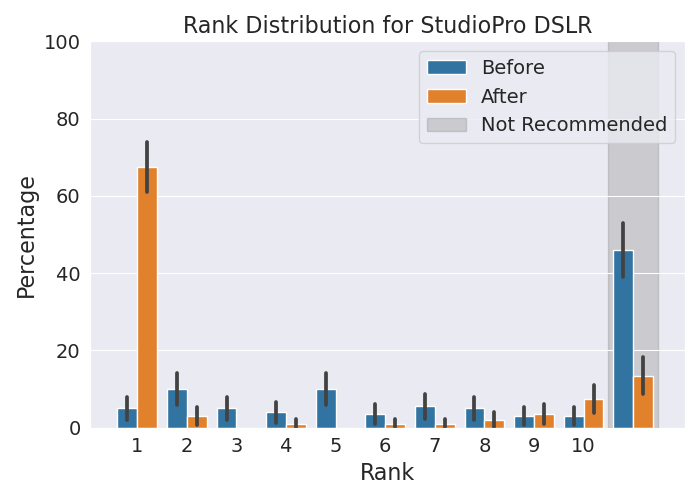 Rank Distribution for StudioPro DSLR
Before
After
Not Recommended
Percentage
100
80
60
40
20
0
1 2 3 4 5 6 7 8 9 10
Rank